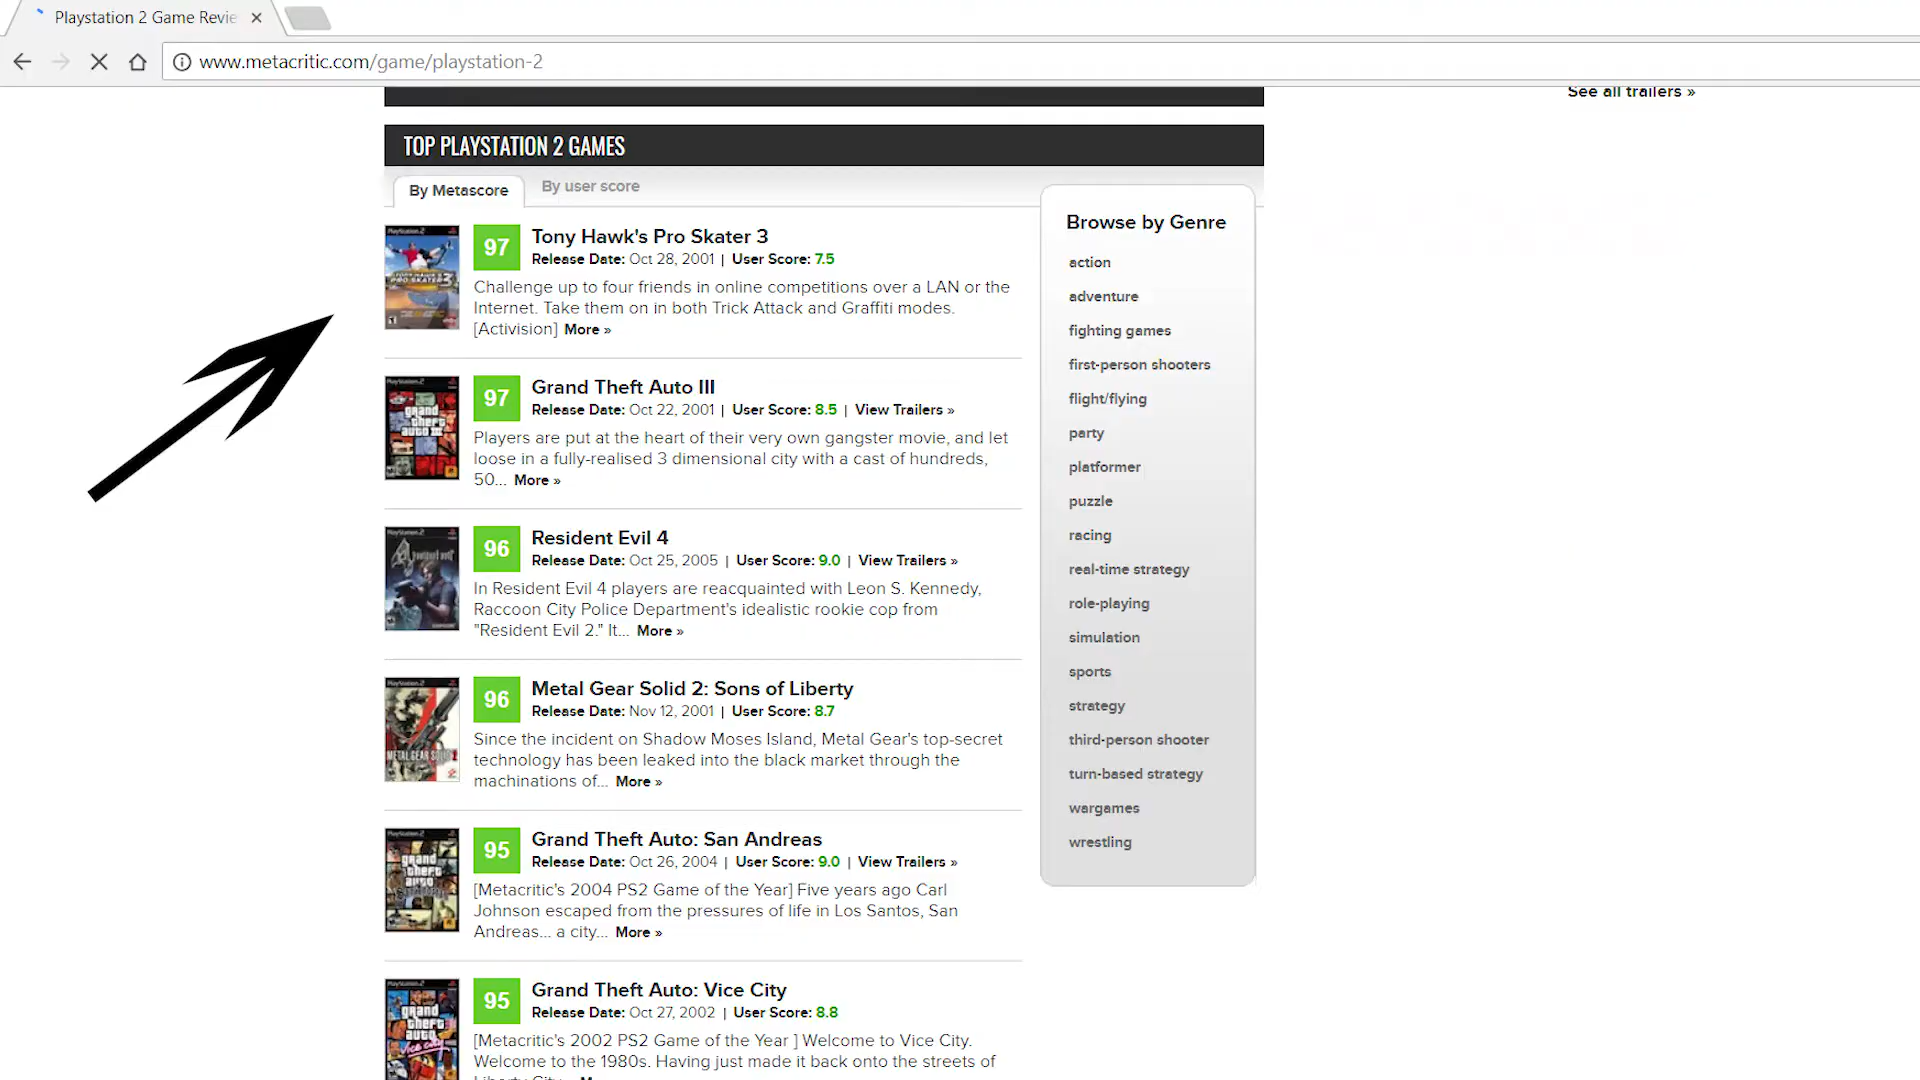 Playstation 2 Game Revie
www.metacritic.com/game/playstation-2
See all trailers »
TOP PLAYSTATION 2 GAMES
By Metascore
By user score
97
Tony Hawk's Pro Skater 3
Release Date: Oct 28, 2001 | User Score: 7.5
Challenge up to four friends in online competitions over a LAN or the
Internet. Take them on in both Trick Attack and Graffiti modes.
[Activision] More »
97
Grand Theft Auto III
Release Date: Oct 22, 2001 | User Score: 8.5 | View Trailers »
Players are put at the heart of their very own gangster movie, and let
loose in a fully-realised 3 dimensional city with a cast of hundreds,
50... More »
96
Resident Evil 4
Release Date: Oct 25, 2005 | User Score: 9.0 | View Trailers »
In Resident Evil 4 players are reacquainted with Leon S. Kennedy,
Raccoon City Police Department's idealistic rookie cop from
"Resident Evil 2." It... More »
96
Metal Gear Solid 2: Sons of Liberty
Release Date: Nov 12, 2001 | User Score: 8.7
Since the incident on Shadow Moses Island, Metal Gear's top-secret
technology has been leaked into the black market through the
machinations of... More »
95
Grand Theft Auto: San Andreas
Release Date: Oct 26, 2004 | User Score: 9.0 | View Trailers »
[Metacritic's 2004 PS2 Game of the Year] Five years ago Carl
Johnson escaped from the pressures of life in Los Santos, San
Andreas... a city... More »
95
Grand Theft Auto: Vice City
Release Date: Oct 27, 2002 | User Score: 8.8
[Metacritic's 2002 PS2 Game of the Year ] Welcome to Vice City.
Welcome to the 1980s. Having just made it back onto the streets of
Browse by Genre
action
adventure
fighting games
first-person shooters
flight/flying
party
platformer
puzzle
racing
real-time strategy
role-playing
simulation
sports
strategy
third-person shooter
turn-based strategy
wargames
wrestling